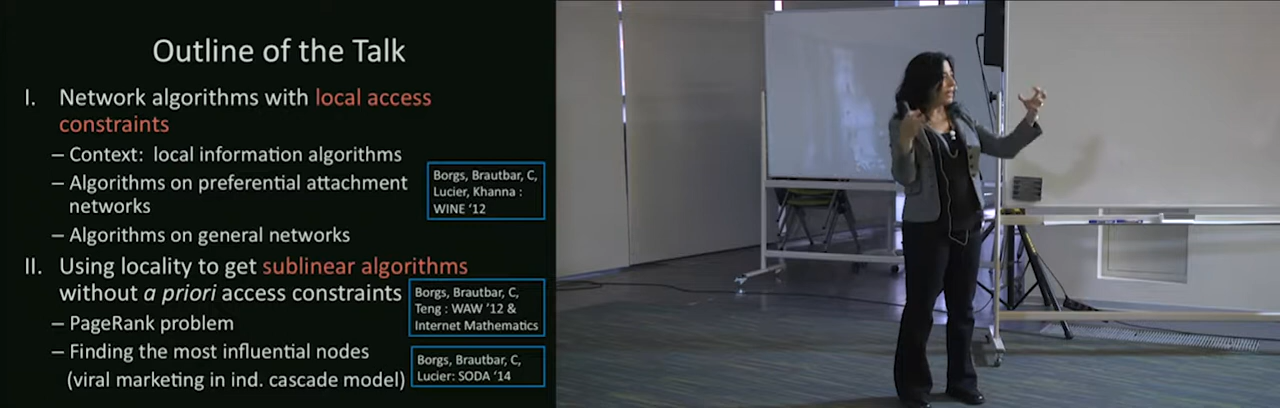 Outline of the Talk
I. Network algorithms with local access
constraints
– Context: local information algorithms
– Algorithms on preferential attachment
networks
Borgs, Brautbar, C,
Lucier, Khanna :
WINE ‘12
– Algorithms on general networks
II. Using locality to get sublinear algorithms
without a priori access constraints
Borgs, Brautbar, C,
Teng : WAW ’12 &
Internet Mathematics
– PageRank problem
– Finding the most influential nodes
(viral marketing in ind. cascade model)
Borgs, Brautbar, C,
Lucier: SODA ‘14